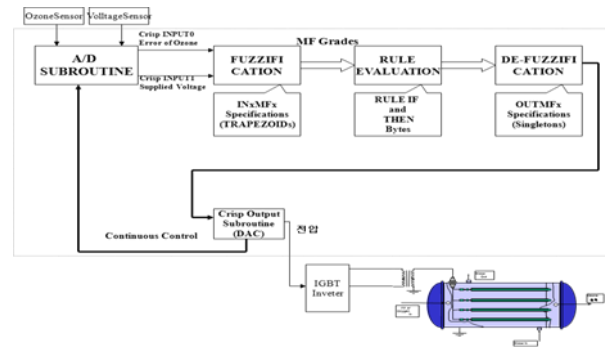 OzoneSensor
VolltageSensor
A/D
SUBROUTINE
Crisp INPUT0
Error of Ozone
Crisp INPUT1
Supplied Voltage
FUZZIFI
CATION
MF Grades
RULE
EVALUATION
DE-FUZZIFI
CATION
INxMFx
Specifications
(TRAPEZOIDs)
RULE IF
and
THEN
Bytes
OUTMFx
Specifications
(Singletons)
Crisp Output
Subroutine
(DAC)
전압
Continuous Control
IGBT
Inveter